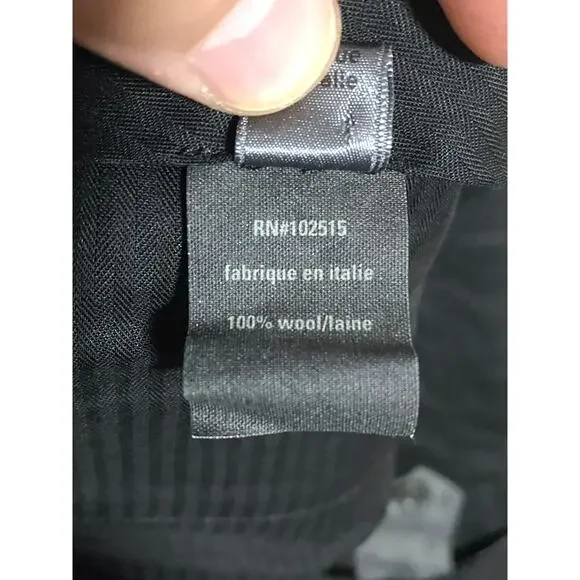 RN#102515
fabrique en italie
100% wool/laine